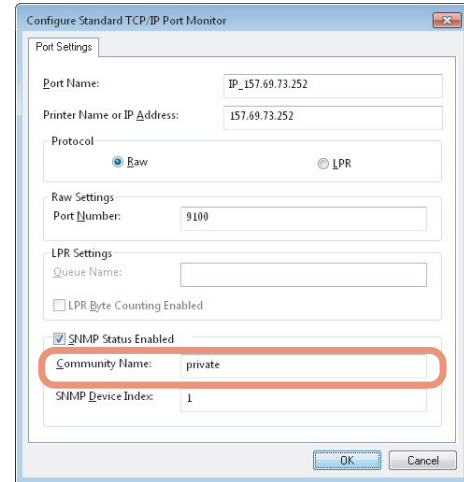 Configure Standard TCP/IP Port Monitor
Port Settings
Port Name: IP_157.69.73.252
Printer Name or IP Address: 157.69.73.252
Protocol
Raw LPR
Raw Settings
Port Number: 9100
LPR Settings
Queue Name:
LPR Byte Counting Enabled
SNMP Status Enabled
Community Name: private
SNMP Device Index: 1
OK Cancel